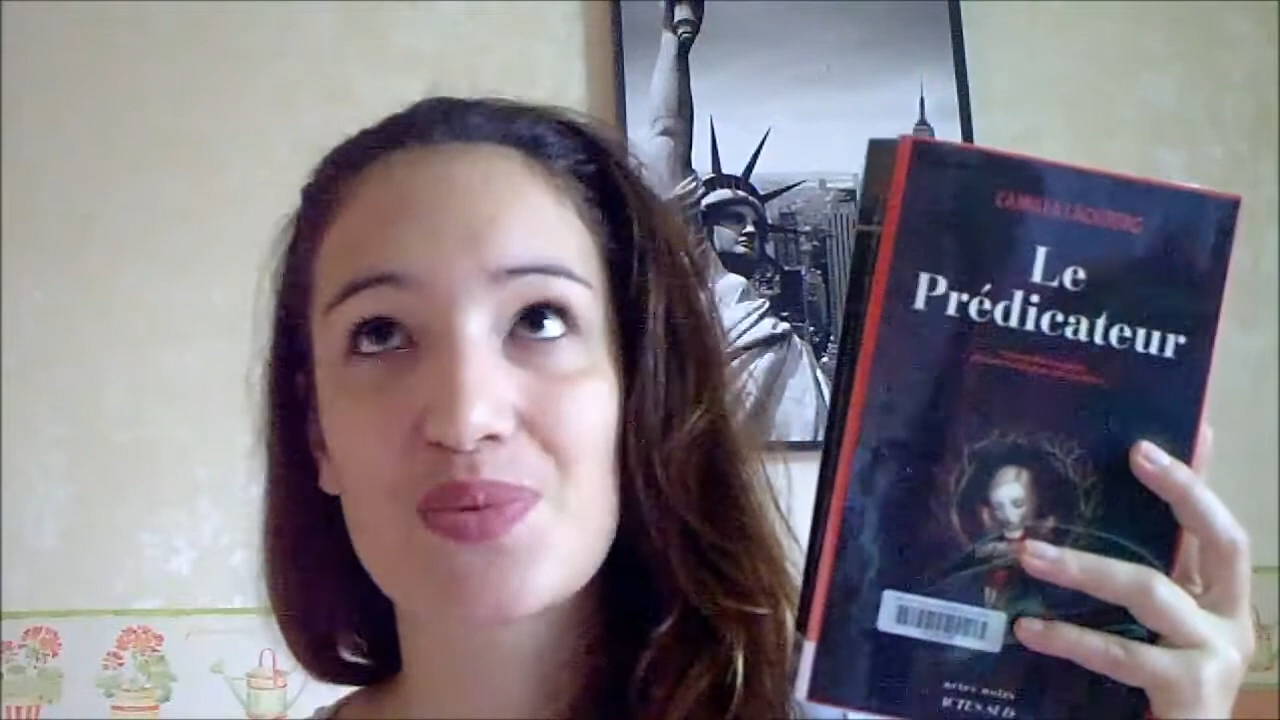 CAMILLA LÄCKBERG
Le
Prédicateur
actes noirs
ACTES SUD